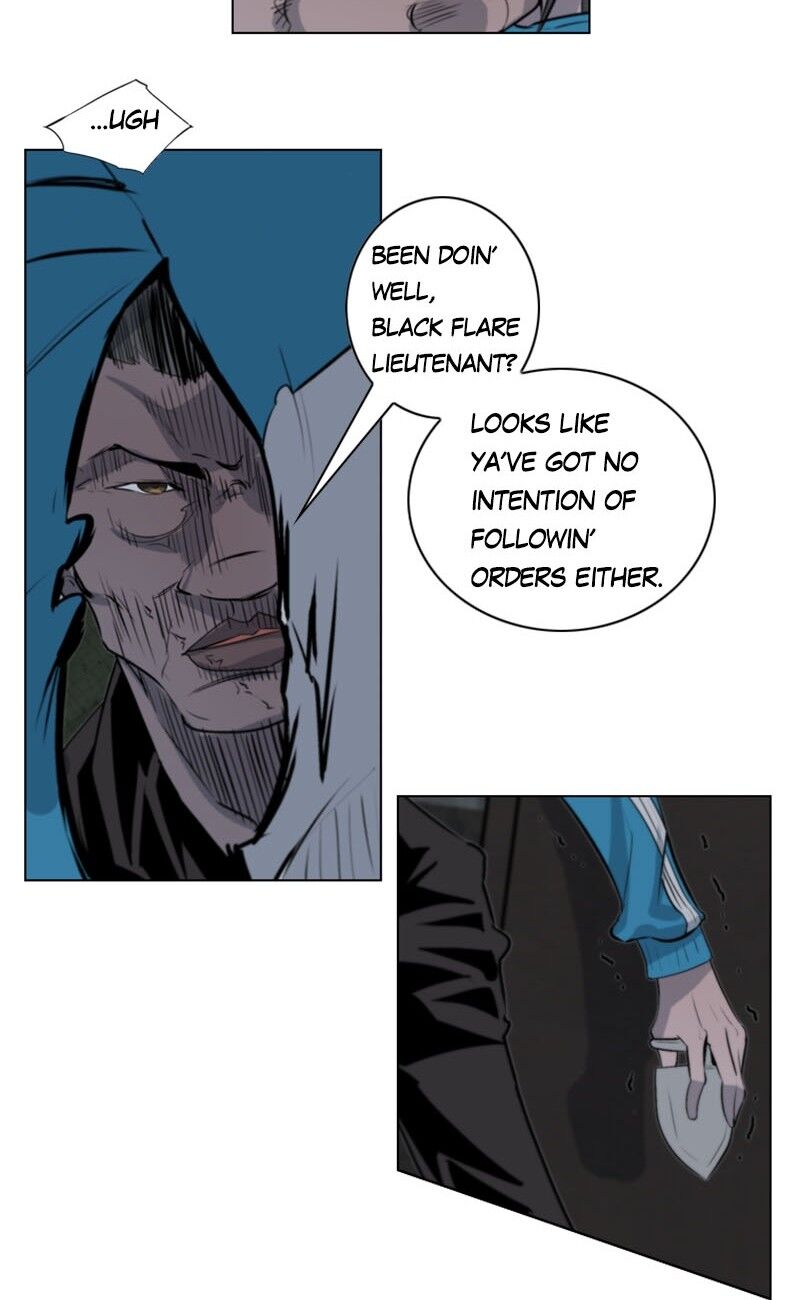 ...UGH
BEEN DOIN'
WELL,
BLACK FLARE
LIEUTENANT?
LOOKS LIKE
YA'VE GOT NO
INTENTION OF
FOLLOWIN'
ORDERS EITHER.